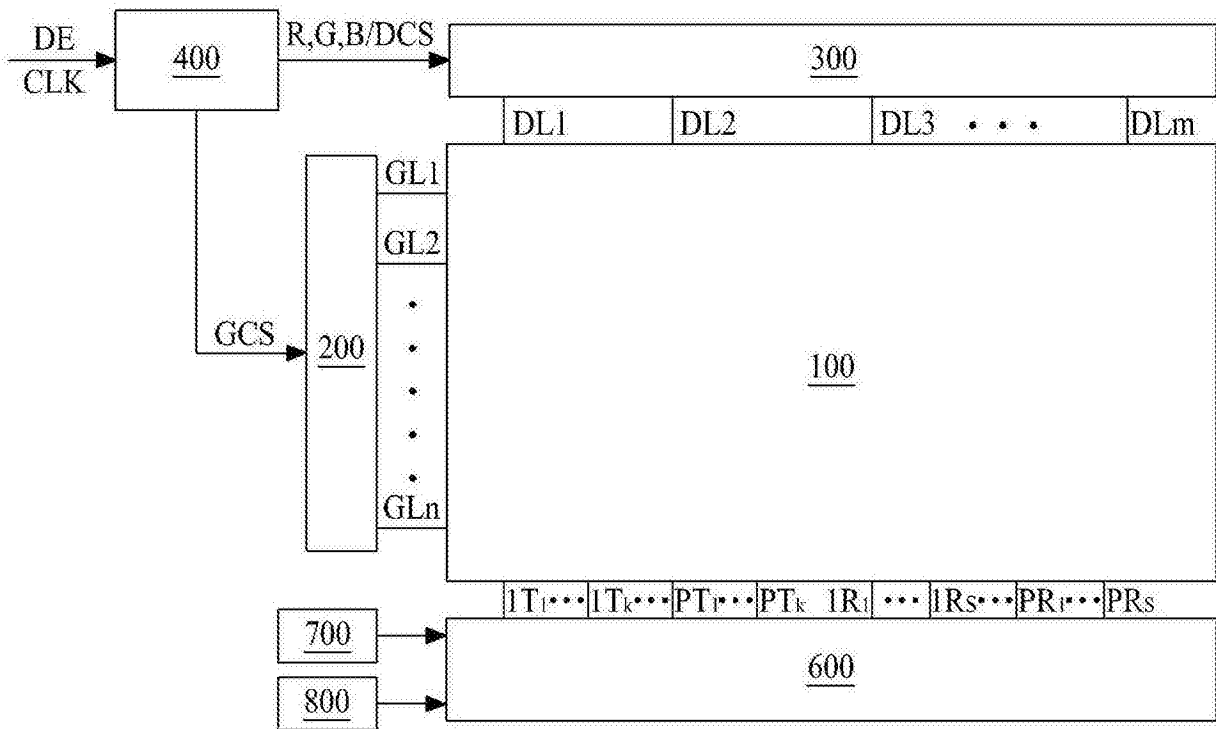 DE
CLK
400
R,G,B/DCS
300
DL1 DL2 DL3 • • • DLm
GL1
GL2
GCS
200
100
GLn
1T₁••• 1Tₖ••• PT₁••• PTₖ 1R₁ ••• 1Rₛ••• PR₁••• PRₛ
700
600
800